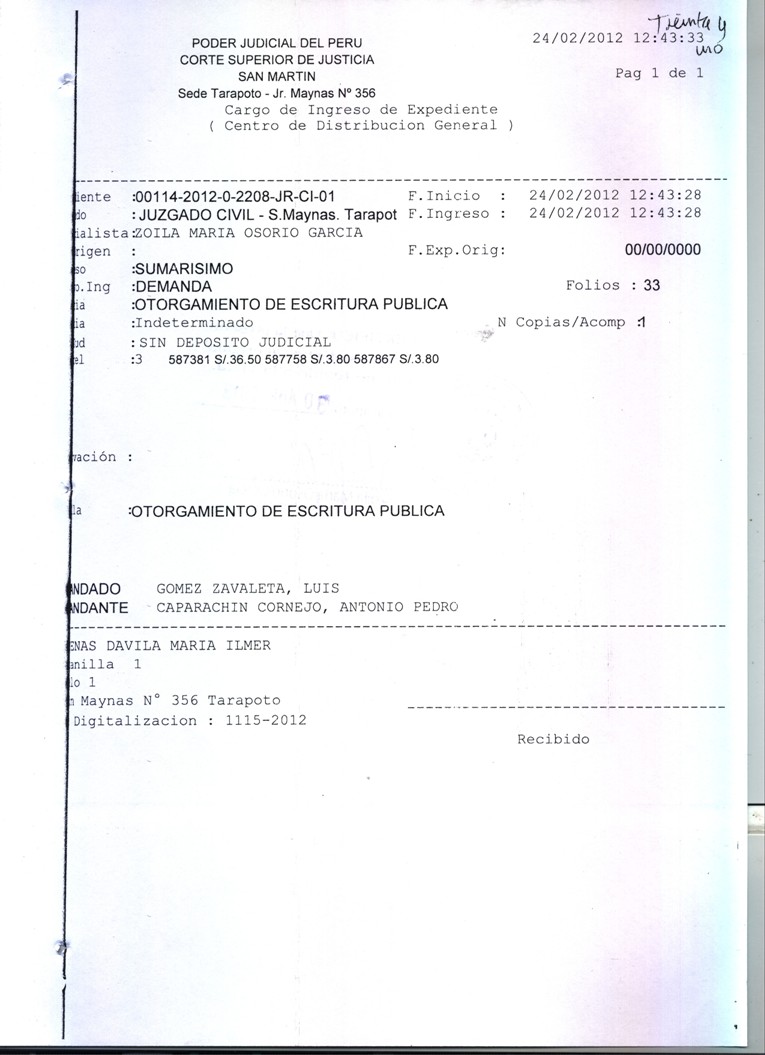 Treinta y
uno
24/02/2012 12:43:33
Pag 1 de 1
PODER JUDICIAL DEL PERU
CORTE SUPERIOR DE JUSTICIA
SAN MARTIN
Sede Tarapoto - Jr. Maynas Nº 356
Cargo de Ingreso de Expediente
( Centro de Distribucion General )
iente :00114-2012-0-2208-JR-CI-01 F.Inicio : 24/02/2012 12:43:28
do :JUZGADO CIVIL - S.Maynas. Tarapot F.Ingreso : 24/02/2012 12:43:28
ialista:ZOILA MARIA OSORIO GARCIA
rigen : F.Exp.Orig: 00/00/0000
so :SUMARISIMO
o.Ing :DEMANDA Folios : 33
ia :OTORGAMIENTO DE ESCRITURA PUBLICA
ia :Indeterminado N Copias/Acomp :1
ud :SIN DEPOSITO JUDICIAL
el :3 587381 S/.36.50 587758 S/.3.80 587867 S/.3.80
vación :
la :OTORGAMIENTO DE ESCRITURA PUBLICA
NDADO GOMEZ ZAVALETA, LUIS
NDANTE CAPARACHIN CORNEJO, ANTONIO PEDRO
ENAS DAVILA MARIA ILMER
anilla 1
lo 1
n Maynas N° 356 Tarapoto
Digitalizacion : 1115-2012
Recibido